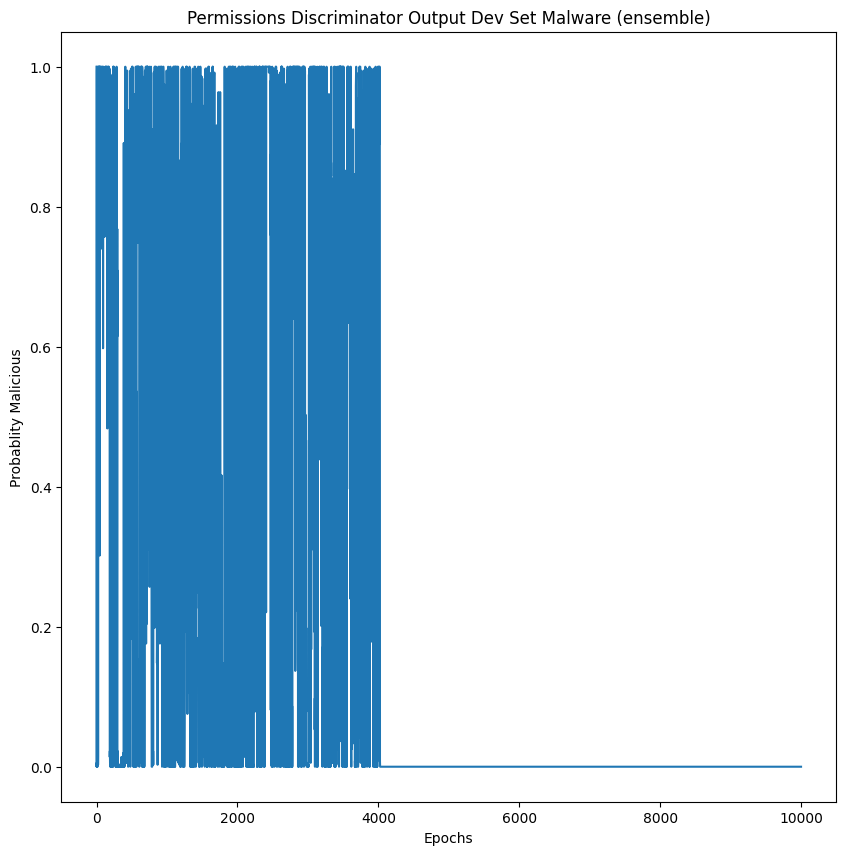 Permissions Discriminator Output Dev Set Malware (ensemble)
1.0
0.8
0.6
0.4
0.2
0.0
Probablity Malicious
0 2000 4000 6000 8000 10000
Epochs